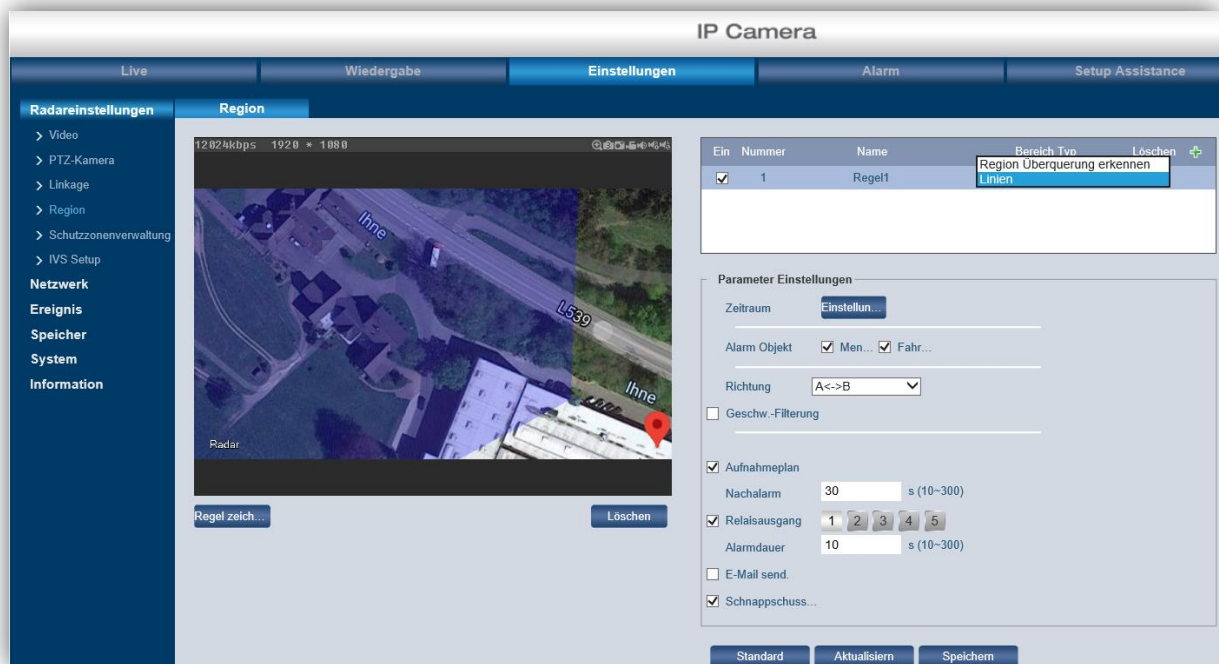 IP Camera
Live Wiedergabe Einstellungen Alarm Setup Assistance
Radareinstellungen
Video
PTZ-Kamera
Linkage
Region
Schutzzonenverwaltung
IVS Setup
Netzwerk
Ereignis
Speicher
System
Information
Region
12024kbps 1920 * 1080
Ihne
L539
Ihne
Radar
Regel zeich... Löschen
Ein Nummer Name Bereich Typ Löschen
1 Regel1
Region Überquerung erkennen
Linien
Parameter Einstellungen
Zeitraum Einstellun...
Alarm Objekt Men... Fahr...
Richtung A<->B
Geschw.-Filterung
Aufnahmeplan
Nachalarm 30 s (10~300)
Relaisausgang 1 2 3 4 5
Alarmdauer 10 s (10~300)
E-Mail send.
Schnappschuss...
Standard Aktualisiern Speichern